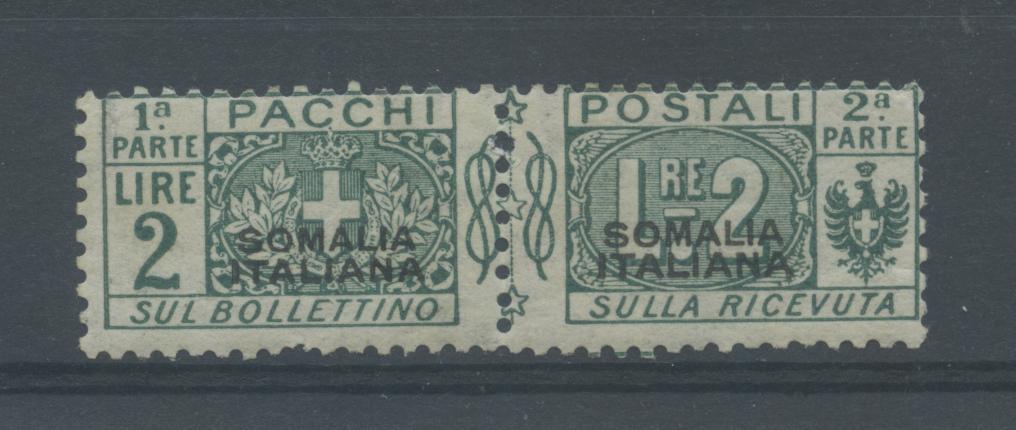 1a. PARTE
PACCHI
LIRE
2
SOMALIA
ITALIANA
SUL BOLLETTINO
POSTALI
2a. PARTE
LRE 2
SOMALIA
ITALIANA
SULLA RICEVUTA